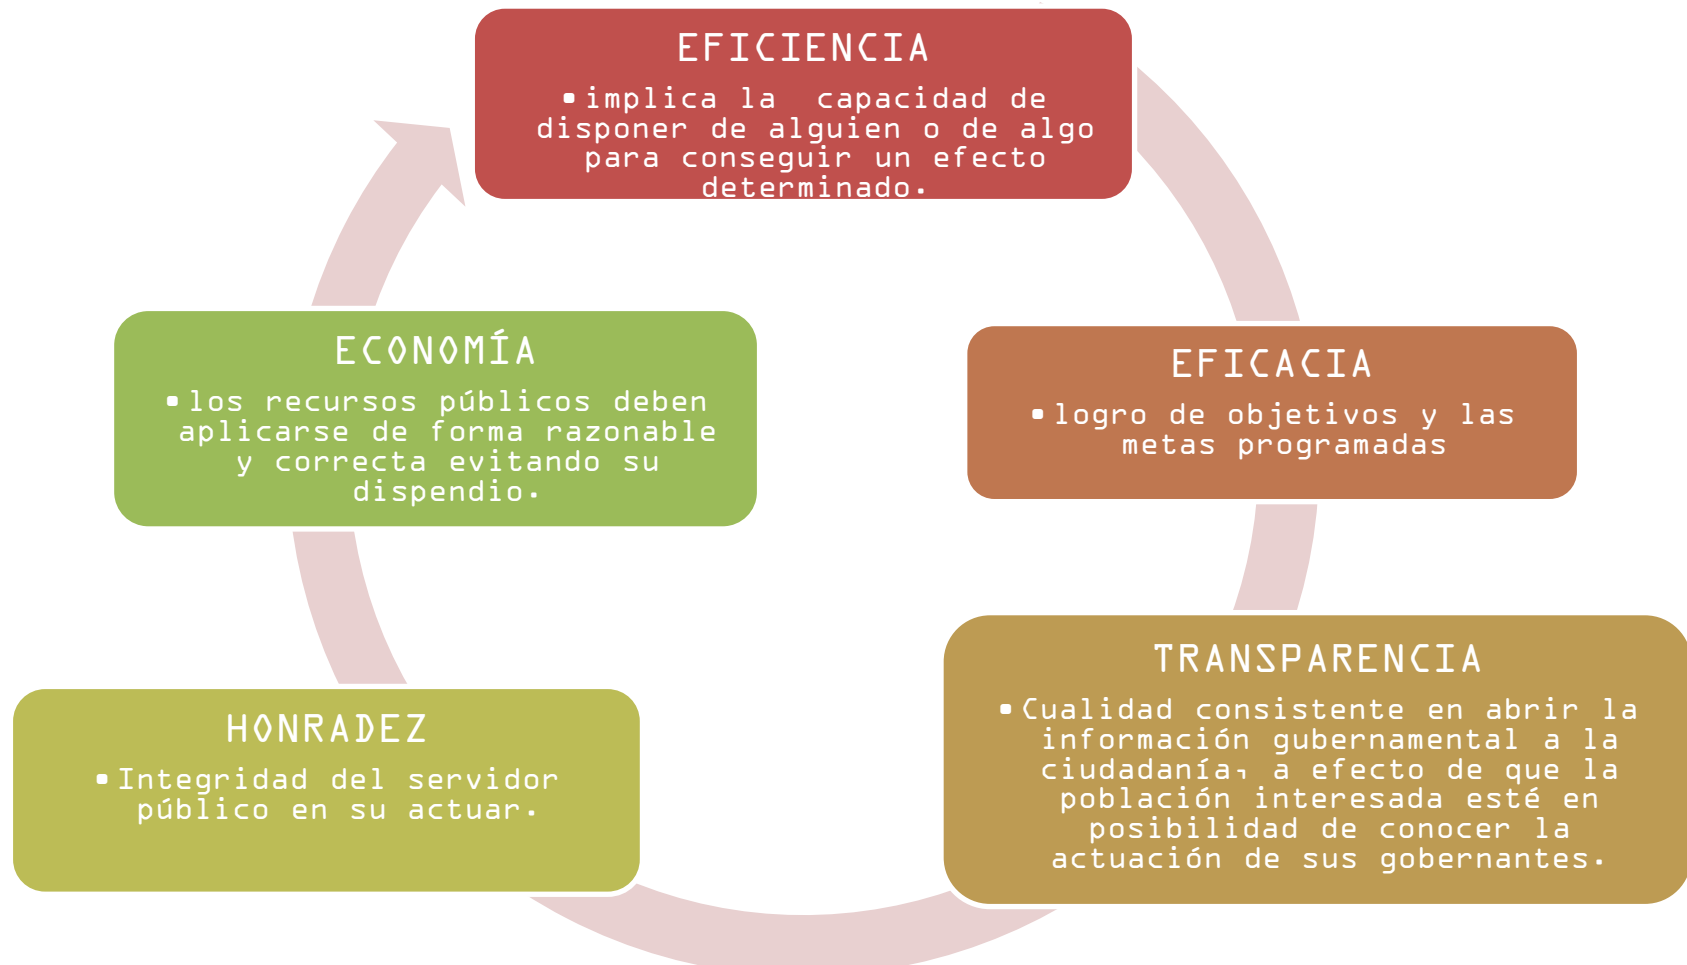 EFICIENCIA
▪implica la  capacidad de
disponer de alguien o de algo
para conseguir un efecto
determinado.
EFICACIA
▪logro de objetivos y las
metas programadas
TRANSPARENCIA
▪Cualidad consistente en abrir la
información gubernamental a la
ciudadanía, a efecto de que la
población interesada esté en
posibilidad de conocer la
actuación de sus gobernantes.
HONRADEZ
▪Integridad del servidor
público en su actuar.
ECONOMÍA
▪los recursos públicos deben
aplicarse de forma razonable
y correcta evitando su
dispendio.